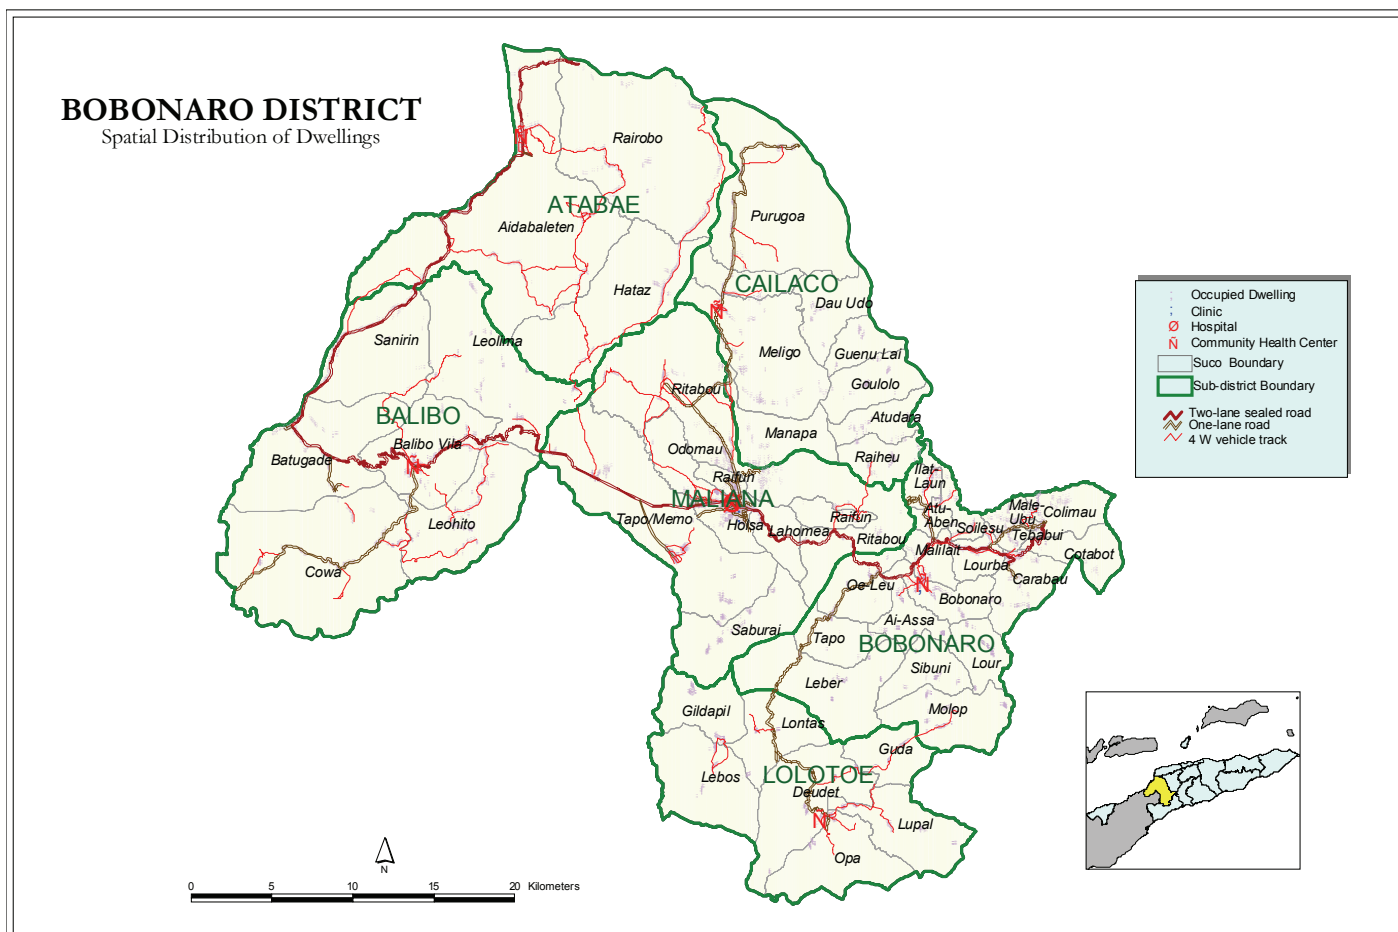 BOBONARO DISTRICT
Spatial Distribution of Dwellings
Rairobo
ATABAE
Aidabaleten
Purugoa
Hataz
CAILACO
Dau Udo
Sanirin
Leolima
Meligo
Guenu Lai
Goulolo
Ritabou
BALIBO
Atudara
Balibo Vila
Manapa
Batugade
Odomau
Raiheu
Raifun
Ilat-
Laun
MALIANA
Atu-
Aben
Male-
Ubu
Colimau
Leohito
Tapo/Memo
Holsa
Lahomea
Raifun
Soilesu
Tebabui
Ritabou
Malilait
Cotabot
Lourba
Cowa
Oe-Leu
Carabau
Bobonaro
Ai-Assa
Saburai
Tapo
BOBONARO
Sibuni
Lour
Leber
Gildapil
Molop
Lontas
Guda
Lebos
LOLOTOE
Deudet
Ñ
Lupal
Opa
Occupied Dwelling
Clinic
Hospital
Ñ Community Health Center
Suco Boundary
Sub-district Boundary
Two-lane sealed road
One-lane road
4 W vehicle track
N
0 5 10 15 20 Kilometers